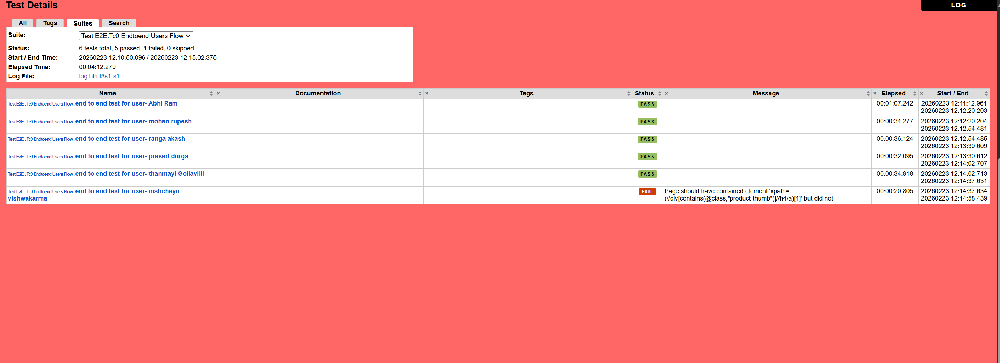 Test Details
LOG
All
Tags
Suites
Search
Suite:
Test E2E.Tc0 Endtoend Users Flow
Status:
6 tests total, 5 passed, 1 failed, 0 skipped
Start / End Time:
20260223 12:10:50.096 / 20260223 12:15:02.375
Elapsed Time:
00:04:12.279
Log File:
log.html#s1-s1
Name × Documentation × Tags Status × Message × Elapsed × Start / End
Test E2E . Tc0 Endtoend Users Flow . end to end test for user- Abhi Ram
PASS
00:01:07.242
20260223 12:11:12.961
20260223 12:12:20.203
Test E2E . Tc0 Endtoend Users Flow . end to end test for user- mohan rupesh
PASS
00:00:34.277
20260223 12:12:20.204
20260223 12:12:54.481
Test E2E . Tc0 Endtoend Users Flow . end to end test for user- ranga akash
PASS
00:00:36.124
20260223 12:12:54.485
20260223 12:13:30.609
Test E2E . Tc0 Endtoend Users Flow . end to end test for user- prasad durga
PASS
00:00:32.095
20260223 12:13:30.612
20260223 12:14:02.707
Test E2E . Tc0 Endtoend Users Flow . end to end test for user- thanmayi Gollavilli
PASS
00:00:34.918
20260223 12:14:02.713
20260223 12:14:37.631
Test E2E . Tc0 Endtoend Users Flow . end to end test for user- nishchaya
vishwakarma
FAIL
Page should have contained element 'xpath=
(//div[contains(@class,"product-thumb")]//h4/a)[1]' but did not.
00:00:20.805
20260223 12:14:37.634
20260223 12:14:58.439